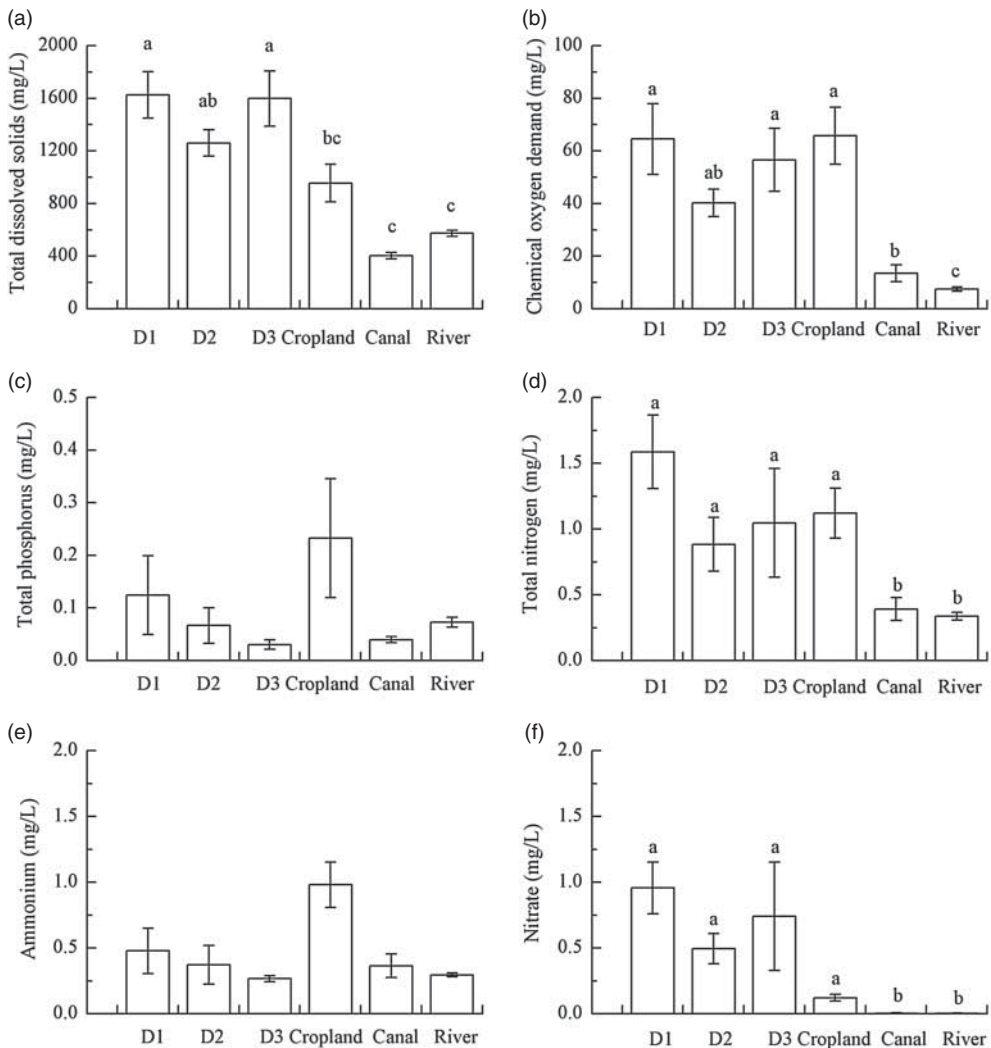 (a)
Total dissolved solids (mg/L)
2000
1600
1200
800
400
0
a
ab
a
bc
c
c
D1 D2 D3 Cropland Canal River
(b)
Chemical oxygen demand (mg/L)
100
80
60
40
20
0
a
ab
a
a
b
c
D1 D2 D3 Cropland Canal River
(c)
Total phosphorus (mg/L)
0.5
0.4
0.3
0.2
0.1
0.0
D1 D2 D3 Cropland Canal River
(d)
Total nitrogen (mg/L)
2.0
1.5
1.0
0.5
0.0
a
a
a
a
b
b
D1 D2 D3 Cropland Canal River
(e)
Ammonium (mg/L)
2.0
1.5
1.0
0.5
0.0
D1 D2 D3 Cropland Canal River
(f)
Nitrate (mg/L)
2.0
1.5
1.0
0.5
0.0
a
a
a
a
b
b
D1 D2 D3 Cropland Canal River